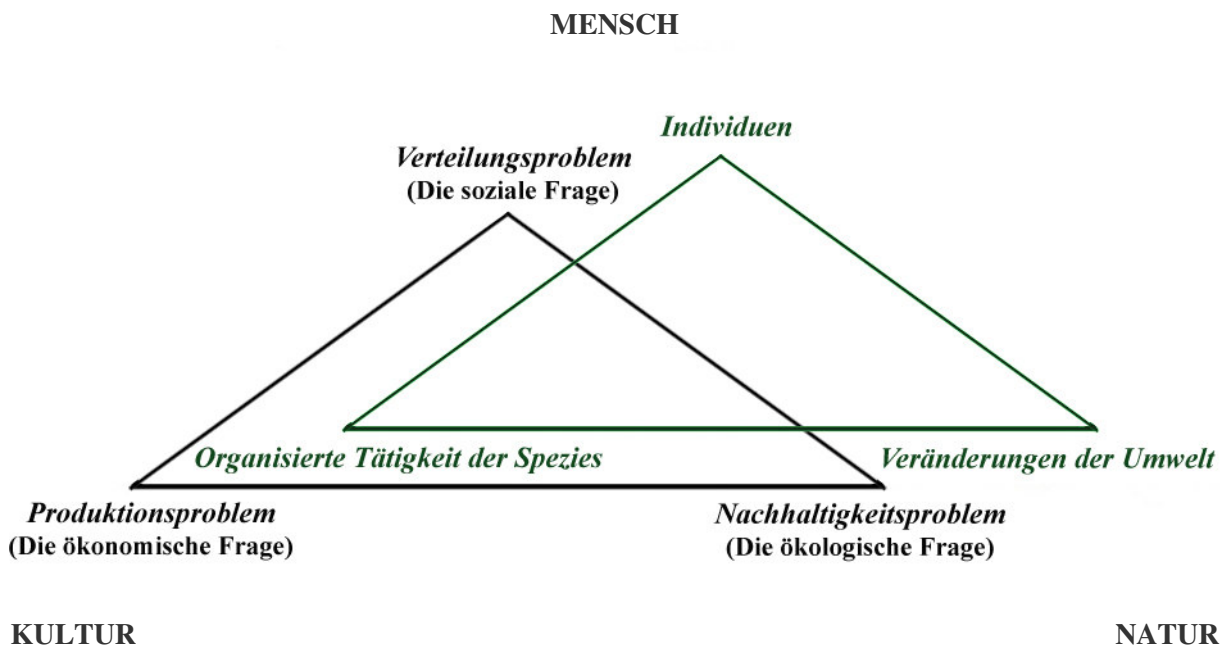 MENSCH
Individuen
Verteilungsproblem
(Die soziale Frage)
Organisierte Tätigkeit der Spezies
Veränderungen der Umwelt
Produktionsproblem
(Die ökonomische Frage)
Nachhaltigkeitsproblem
(Die ökologische Frage)
KULTUR
NATUR